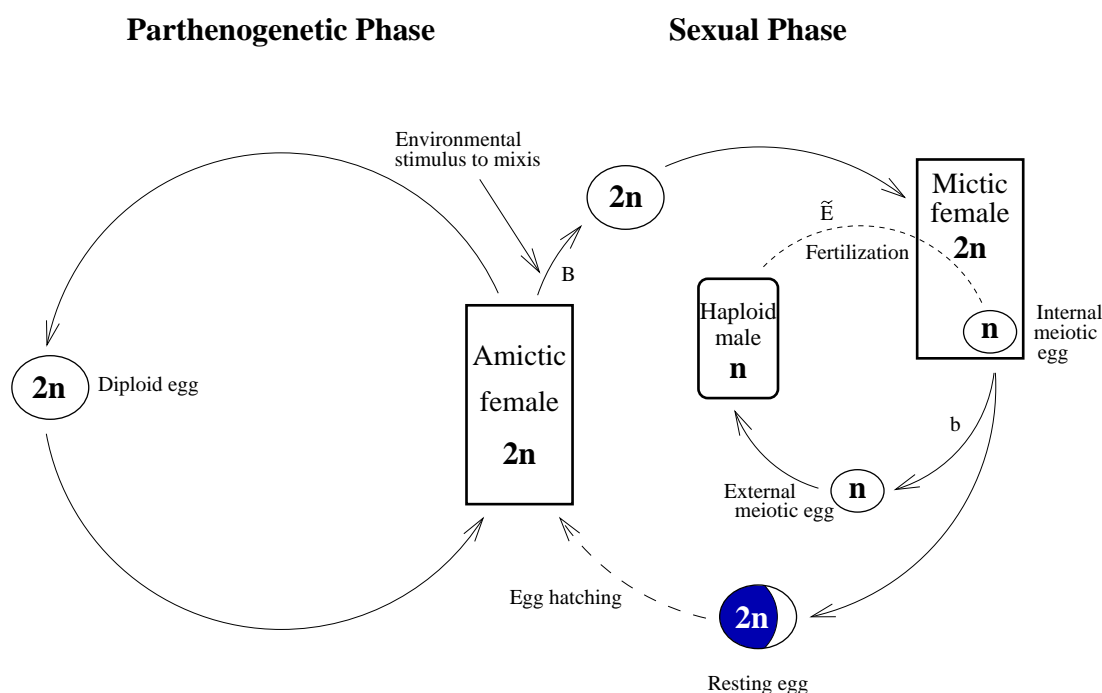 Parthenogenetic Phase
Sexual Phase
Environmental
stimulus to mixis
2n
B
Mictic
female
2n
Ẽ
Fertilization
n
Internal
meiotic
egg
Haploid
male
n
Amictic
female
2n
2n
Diploid egg
b
n
External
meiotic egg
Egg hatching
2n
Resting egg